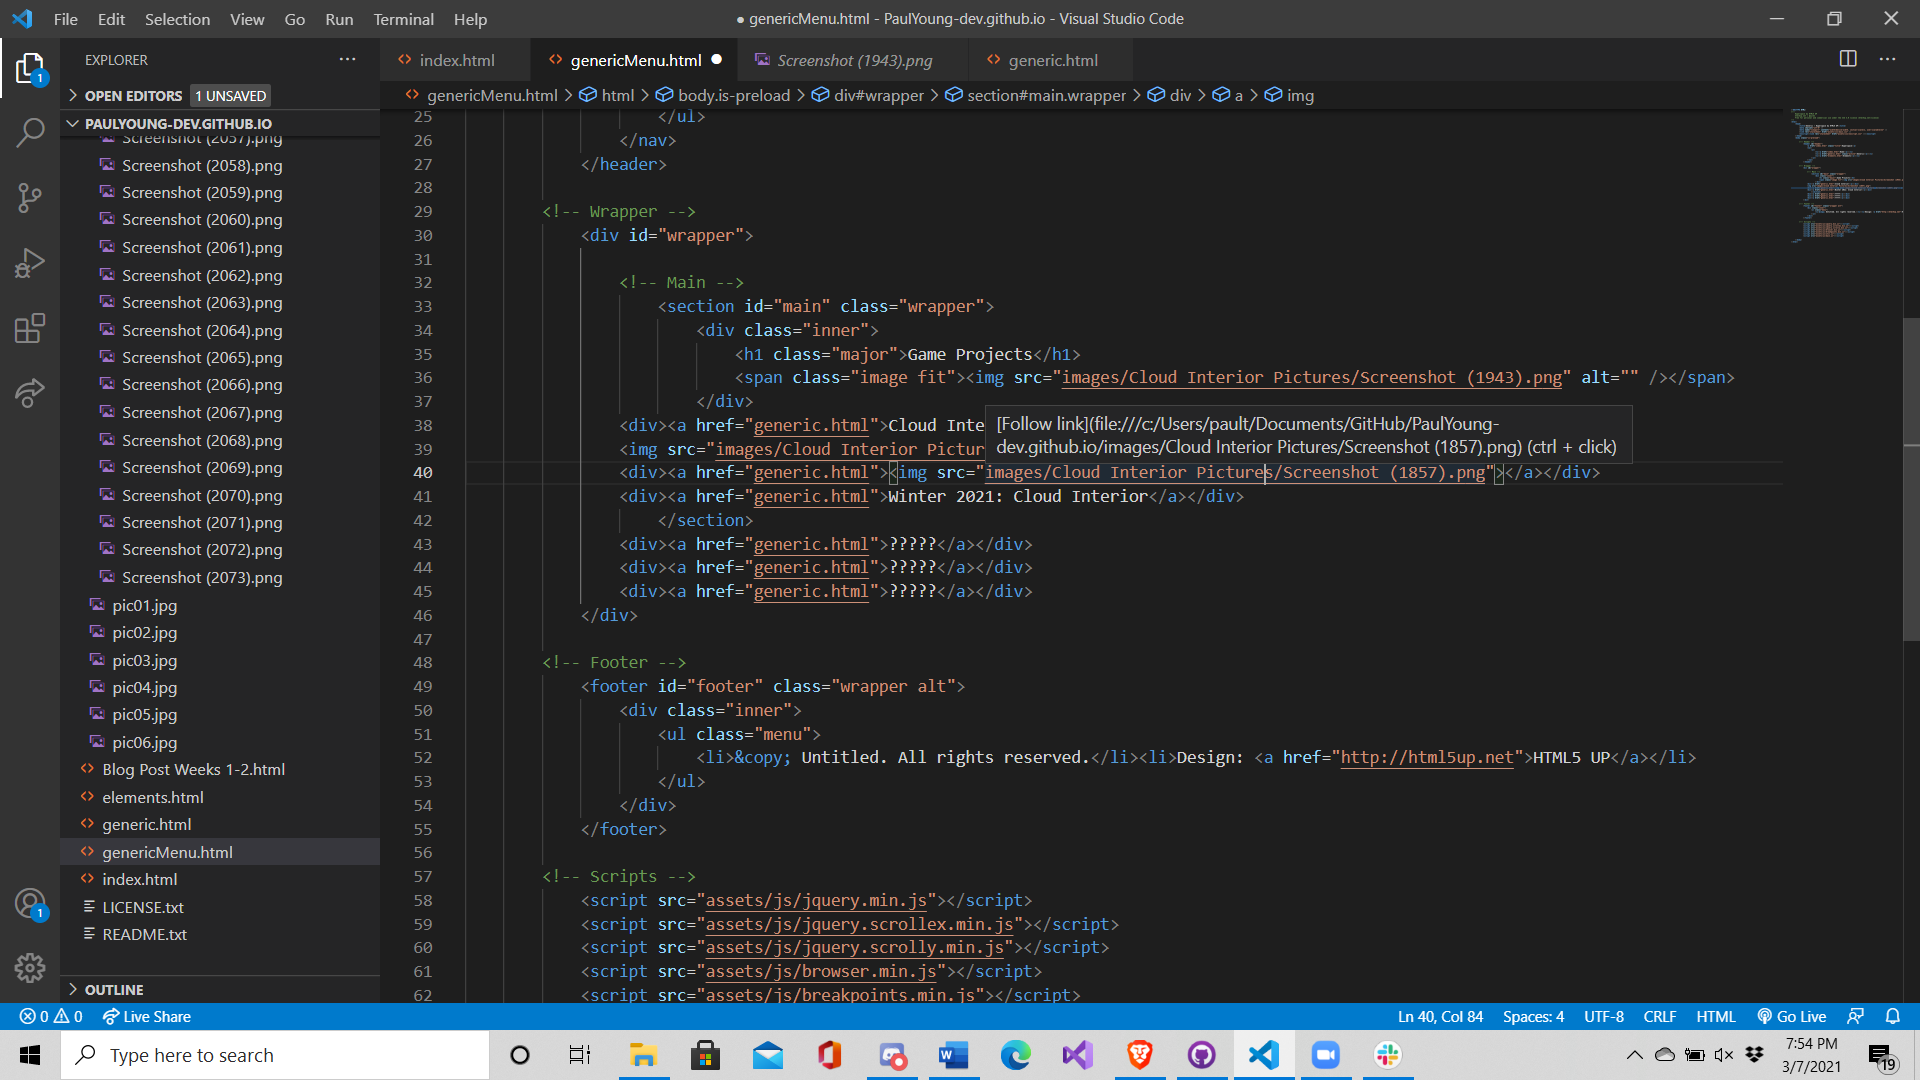 File Edit Selection View Go Run Terminal Help
● genericMenu.html - PaulYoung-dev.github.io - Visual Studio Code
EXPLORER
index.html
genericMenu.html
Screenshot (1943).png
generic.html
OPEN EDITORS 1 UNSAVED
genericMenu.html > html > body.is-preload > div#wrapper > section#main.wrapper > div > a > img
PAULYOUNG-DEV.GITHUB.IO
Screenshot (2057).png
Screenshot (2058).png
Screenshot (2059).png
Screenshot (2060).png
Screenshot (2061).png
Screenshot (2062).png
Screenshot (2063).png
Screenshot (2064).png
Screenshot (2065).png
Screenshot (2066).png
Screenshot (2067).png
Screenshot (2068).png
Screenshot (2069).png
Screenshot (2070).png
Screenshot (2071).png
Screenshot (2072).png
Screenshot (2073).png
pic01.jpg
pic02.jpg
pic03.jpg
pic04.jpg
pic05.jpg
pic06.jpg
Blog Post Weeks 1-2.html
elements.html
generic.html
genericMenu.html
index.html
LICENSE.txt
README.txt
OUTLINE
1
1
25 </ul>
26 </nav>
27 </header>
28
29 <!-- Wrapper -->
30 <div id="wrapper">
31
32 <!-- Main -->
33 <section id="main" class="wrapper">
34 <div class="inner">
35 <h1 class="major">Game Projects</h1>
36 <span class="image fit"><img src="images/Cloud Interior Pictures/Screenshot (1943).png" alt="" /></span>
37 </div>
38 <div><a href="generic.html">Cloud Inte
[Follow link](file:///c:/Users/pault/Documents/GitHub/PaulYoung-
dev.github.io/images/Cloud Interior Pictures/Screenshot (1857).png) (ctrl + click)
39 <img src="images/Cloud Interior Pictur
40 <div><a href="generic.html"><img src="images/Cloud Interior Pictures/Screenshot (1857).png"></a></div>
41 <div><a href="generic.html">Winter 2021: Cloud Interior</a></div>
42 </section>
43 <div><a href="generic.html">?????</a></div>
44 <div><a href="generic.html">?????</a></div>
45 <div><a href="generic.html">?????</a></div>
46 </div>
47
48 <!-- Footer -->
49 <footer id="footer" class="wrapper alt">
50 <div class="inner">
51 <ul class="menu">
52 <li>&copy; Untitled. All rights reserved.</li><li>Design: <a href="http://html5up.net">HTML5 UP</a></li>
53 </ul>
54 </div>
55 </footer>
56
57 <!-- Scripts -->
58 <script src="assets/js/jquery.min.js"></script>
59 <script src="assets/js/jquery.scrollex.min.js"></script>
60 <script src="assets/js/jquery.scrolly.min.js"></script>
61 <script src="assets/js/browser.min.js"></script>
62 <script src="assets/js/breakpoints.min.js"></script>
0 0 Live Share
Ln 40, Col 84 Spaces: 4 UTF-8 CRLF HTML Go Live
Type here to search
7:54 PM
3/7/2021
19